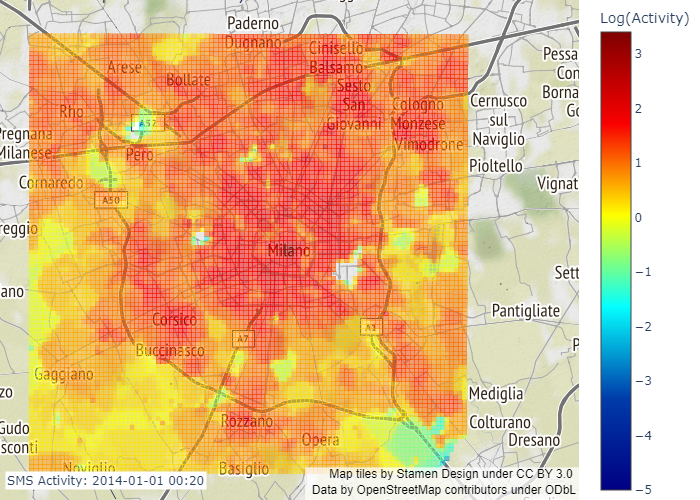 Paderno
Dugnano
Cinisello
Balsamo
Arese
Bollate
Sesto
San
Giovanni
Pessa
Con
Borna
Go
Rho
A52
Cologno
Monzese
Cernusco
sul
Naviglio
Pregnana
Milanese
Pero
Vimodrone
Pioltello
Cornaredo
Vignat
A50
reggio
Milano
Sett
ano
Pantigliate
Corsico
A7
Buccinasco
Gaggiano
zo
Mediglia
Rozzano
Colturano
Gudo
sconti
Opera
Dresano
Noviglio
Basiglio
SMS Activity: 2014-01-01 00:20
Map tiles by Stamen Design under CC BY 3.0
Data by OpenStreetMap contributors under ODbL
Log(Activity)
3
2
1
0
−1
−2
−3
−4
−5